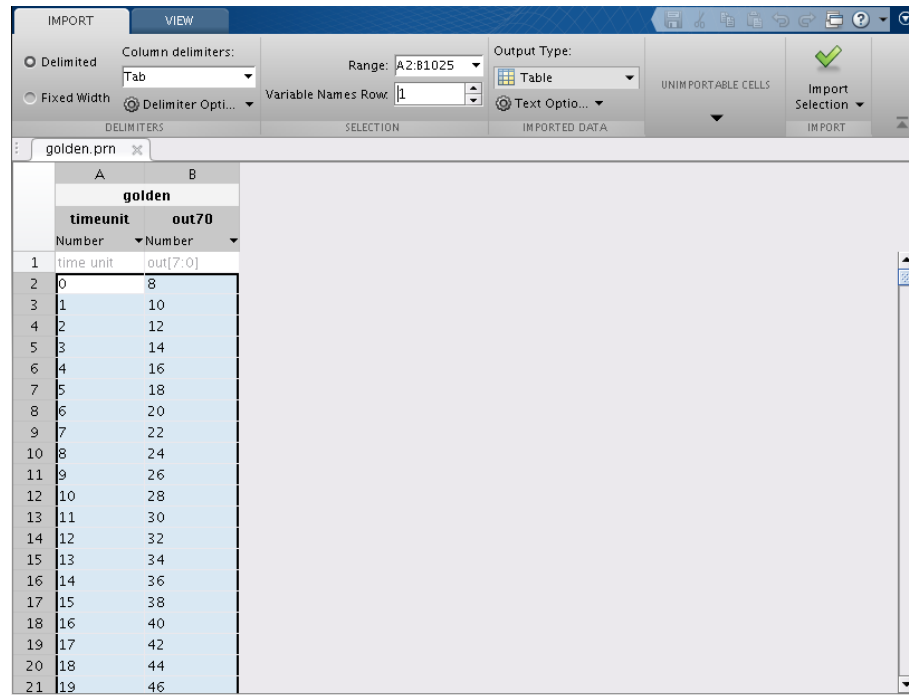 IMPORT VIEW
Delimited
Column delimiters:
Tab
Fixed Width
Delimiter Opti...
DELIMITERS
Range: A2:B1025
Variable Names Row: 1
SELECTION
Output Type:
Table
Text Optio...
IMPORTED DATA
UNIMPORTABLE CELLS
Import
Selection
IMPORT
golden.prn
A B
golden
timeunit out70
Number Number
1 time unit out[7:0]
2 0 8
3 1 10
4 2 12
5 3 14
6 4 16
7 5 18
8 6 20
9 7 22
10 8 24
11 9 26
12 10 28
13 11 30
14 12 32
15 13 34
16 14 36
17 15 38
18 16 40
19 17 42
20 18 44
21 19 46